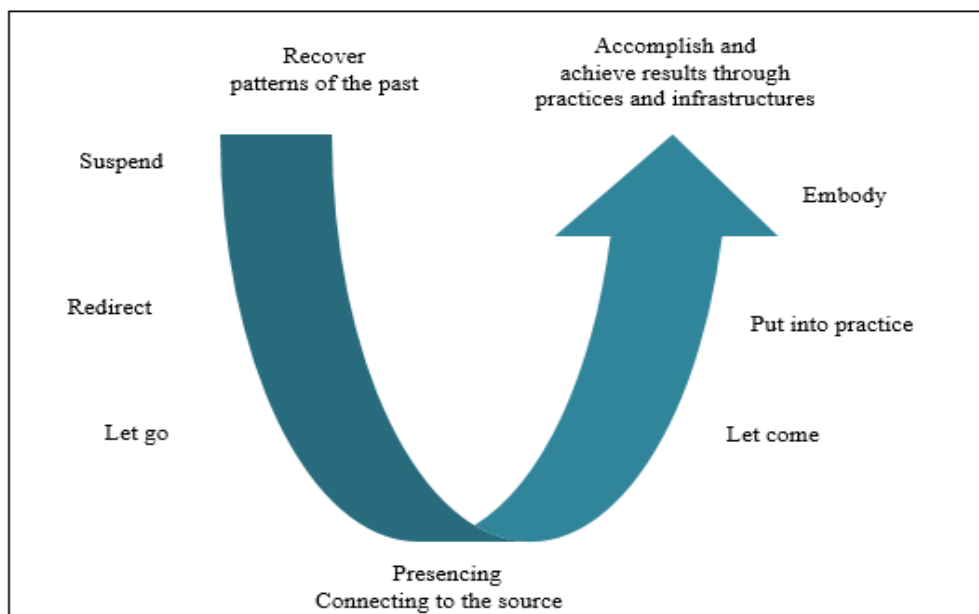 Recover
patterns of the past
Accomplish and
achieve results through
practices and infrastructures
Suspend
Embody
Redirect
Put into practice
Let go
Let come
Presencing
Connecting to the source